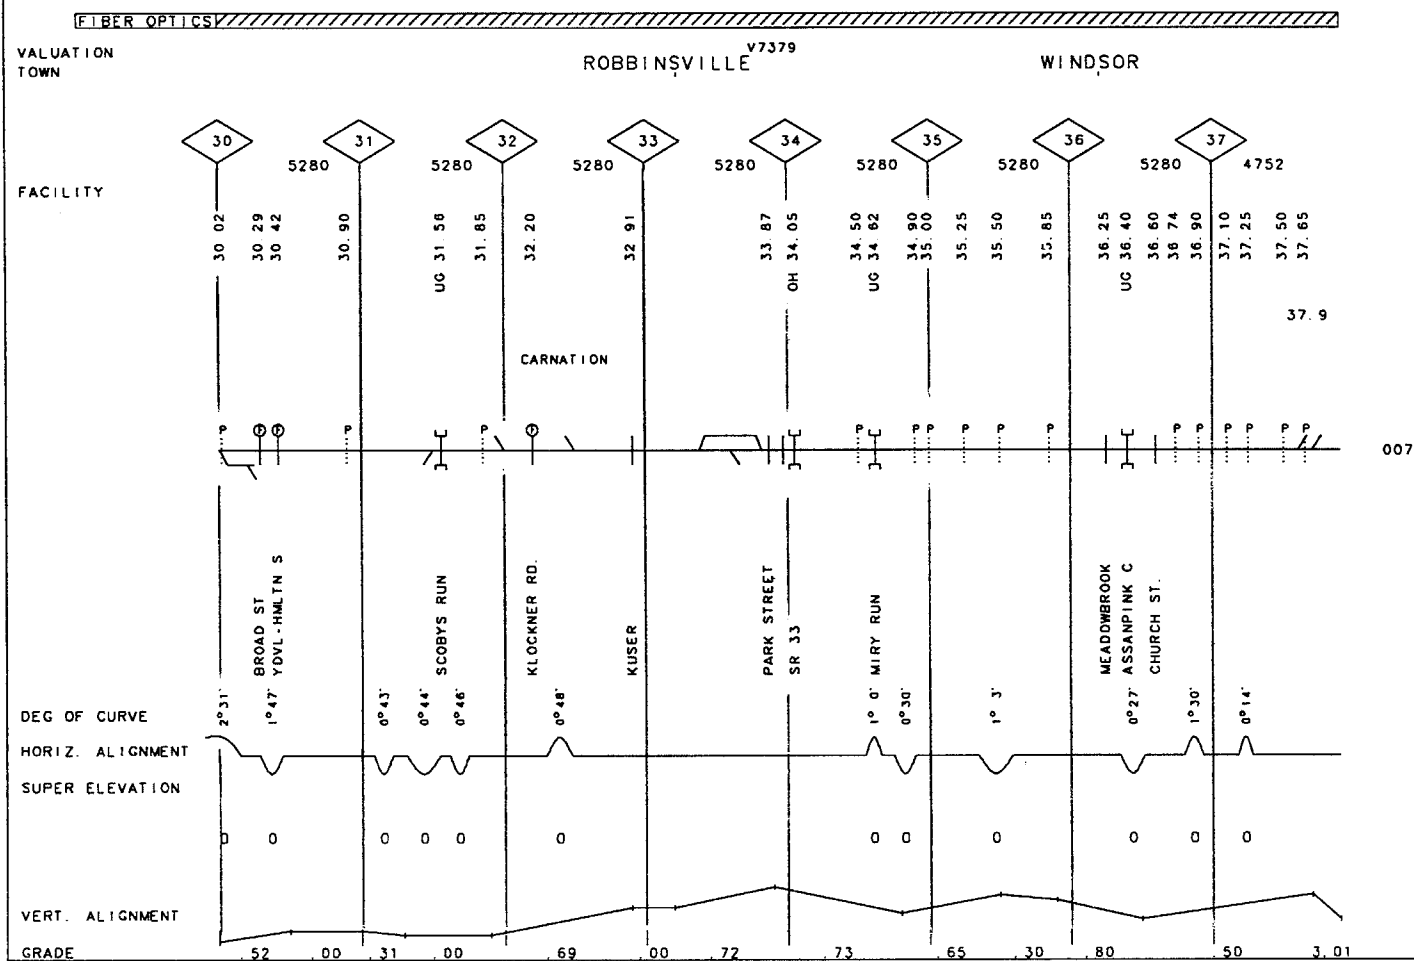 FIBER OPTICS
VALUATION V7379
TOWN ROBBINSVILLE WINDSOR
30 31 32 33 34 35 36 37
5280 5280 5280 5280 5280 5280 5280 4752
FACILITY
30 02 30 29 30 42 30.90 UG 31 58 31.85 32.20 32 91 33.87 OH 34.05 34.50 UG 34 62 34.90 35.00 35.25 35.50 35.85 36.25 UG 36.40 36.60 36 74 36.90 37.10 37.25 37.50 37.65
37.9
CARNATION
P F F P P F P P P P P P P P P P P P
007
BROAD ST
YDVL-HMLTN S
SCOBYS RUN
KLOCKNER RD.
KUSER
PARK STREET
SR 33
MIRY RUN
MEADDWBROOK
ASSANPINK C
CHURCH ST.
DEG OF CURVE 2°31' 1°47' 0°43' 0°44' 0°46' 0°48' 1° 0' 0°30' 1° 3' 0°27' 1°30' 0°14'
HORIZ. ALIGNMENT
SUPER ELEVATION
0 0 0 0 0 0 0 0 0 0 0 0
VERT. ALIGNMENT
GRADE .52 .00 .31 .00 .69 .00 .72 .73 .65 .30 .80 .50 3.01